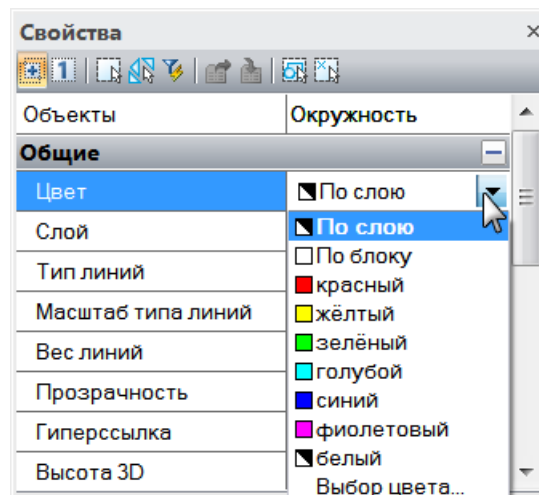 Свойства
1
Объекты Окружность
Общие
Цвет По слою
Слой По слою
Тип линий По блоку
Масштаб типа линий красный
Вес линий жёлтый
Прозрачность зелёный
Гиперссылка голубой
Высота 3D синий
фиолетовый
белый
Выбор цвета...